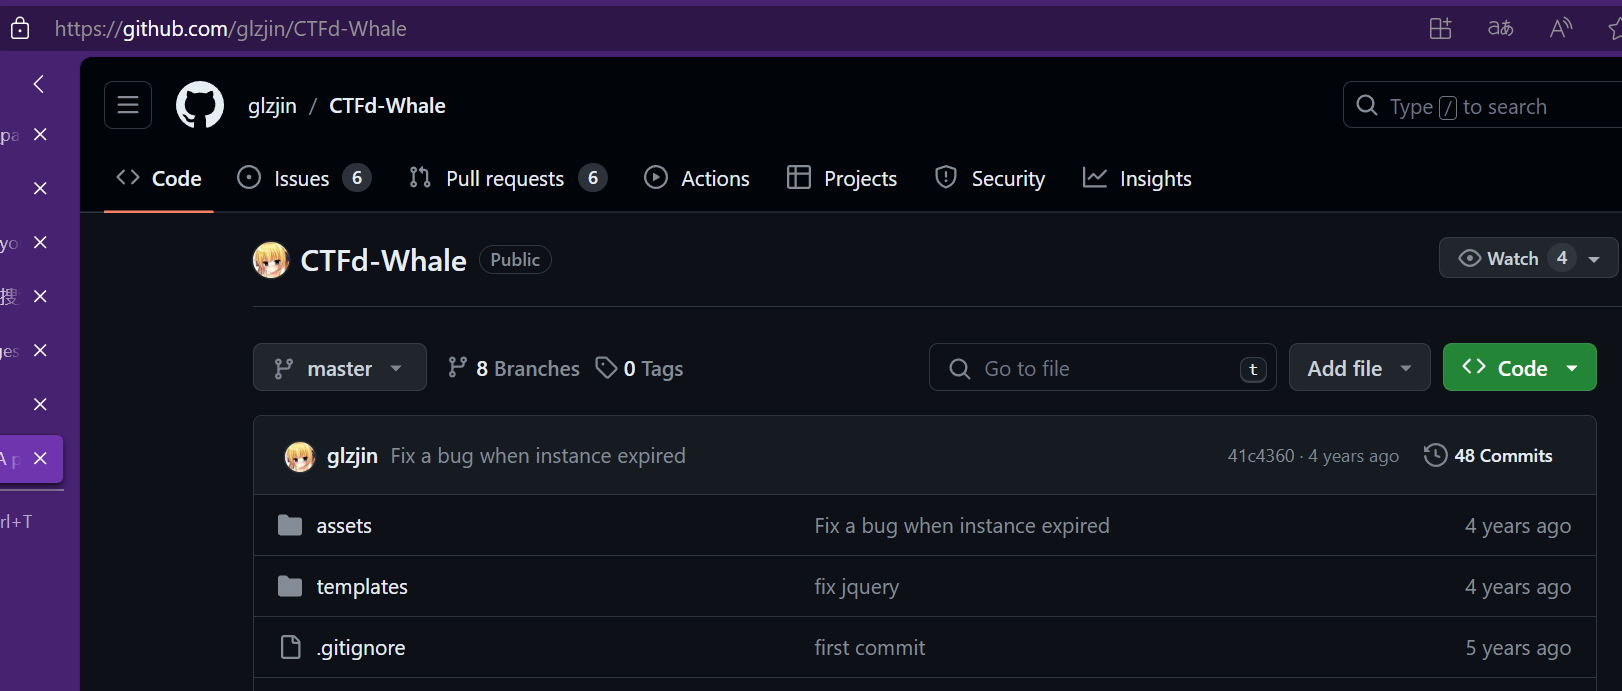 https://github.com/glzjin/CTFd-Whale
aあ
glzjin / CTFd-Whale
Type / to search
Code
Issues 6
Pull requests 6
Actions
Projects
Security
Insights
CTFd-Whale Public
Watch 4
master
8 Branches
0 Tags
Go to file t
Add file
Code
glzjin Fix a bug when instance expired 41c4360 · 4 years ago 48 Commits
assets Fix a bug when instance expired 4 years ago
templates fix jquery 4 years ago
.gitignore first commit 5 years ago
pa
yo
搜
ges
A p
rl+T